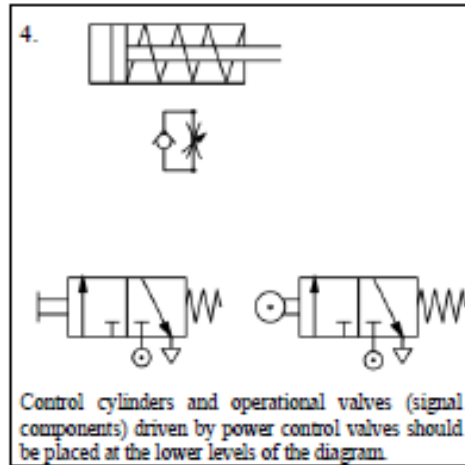 4.
Control cylinders and operational valves (signal
components) driven by power control valves should
be placed at the lower levels of the diagram.